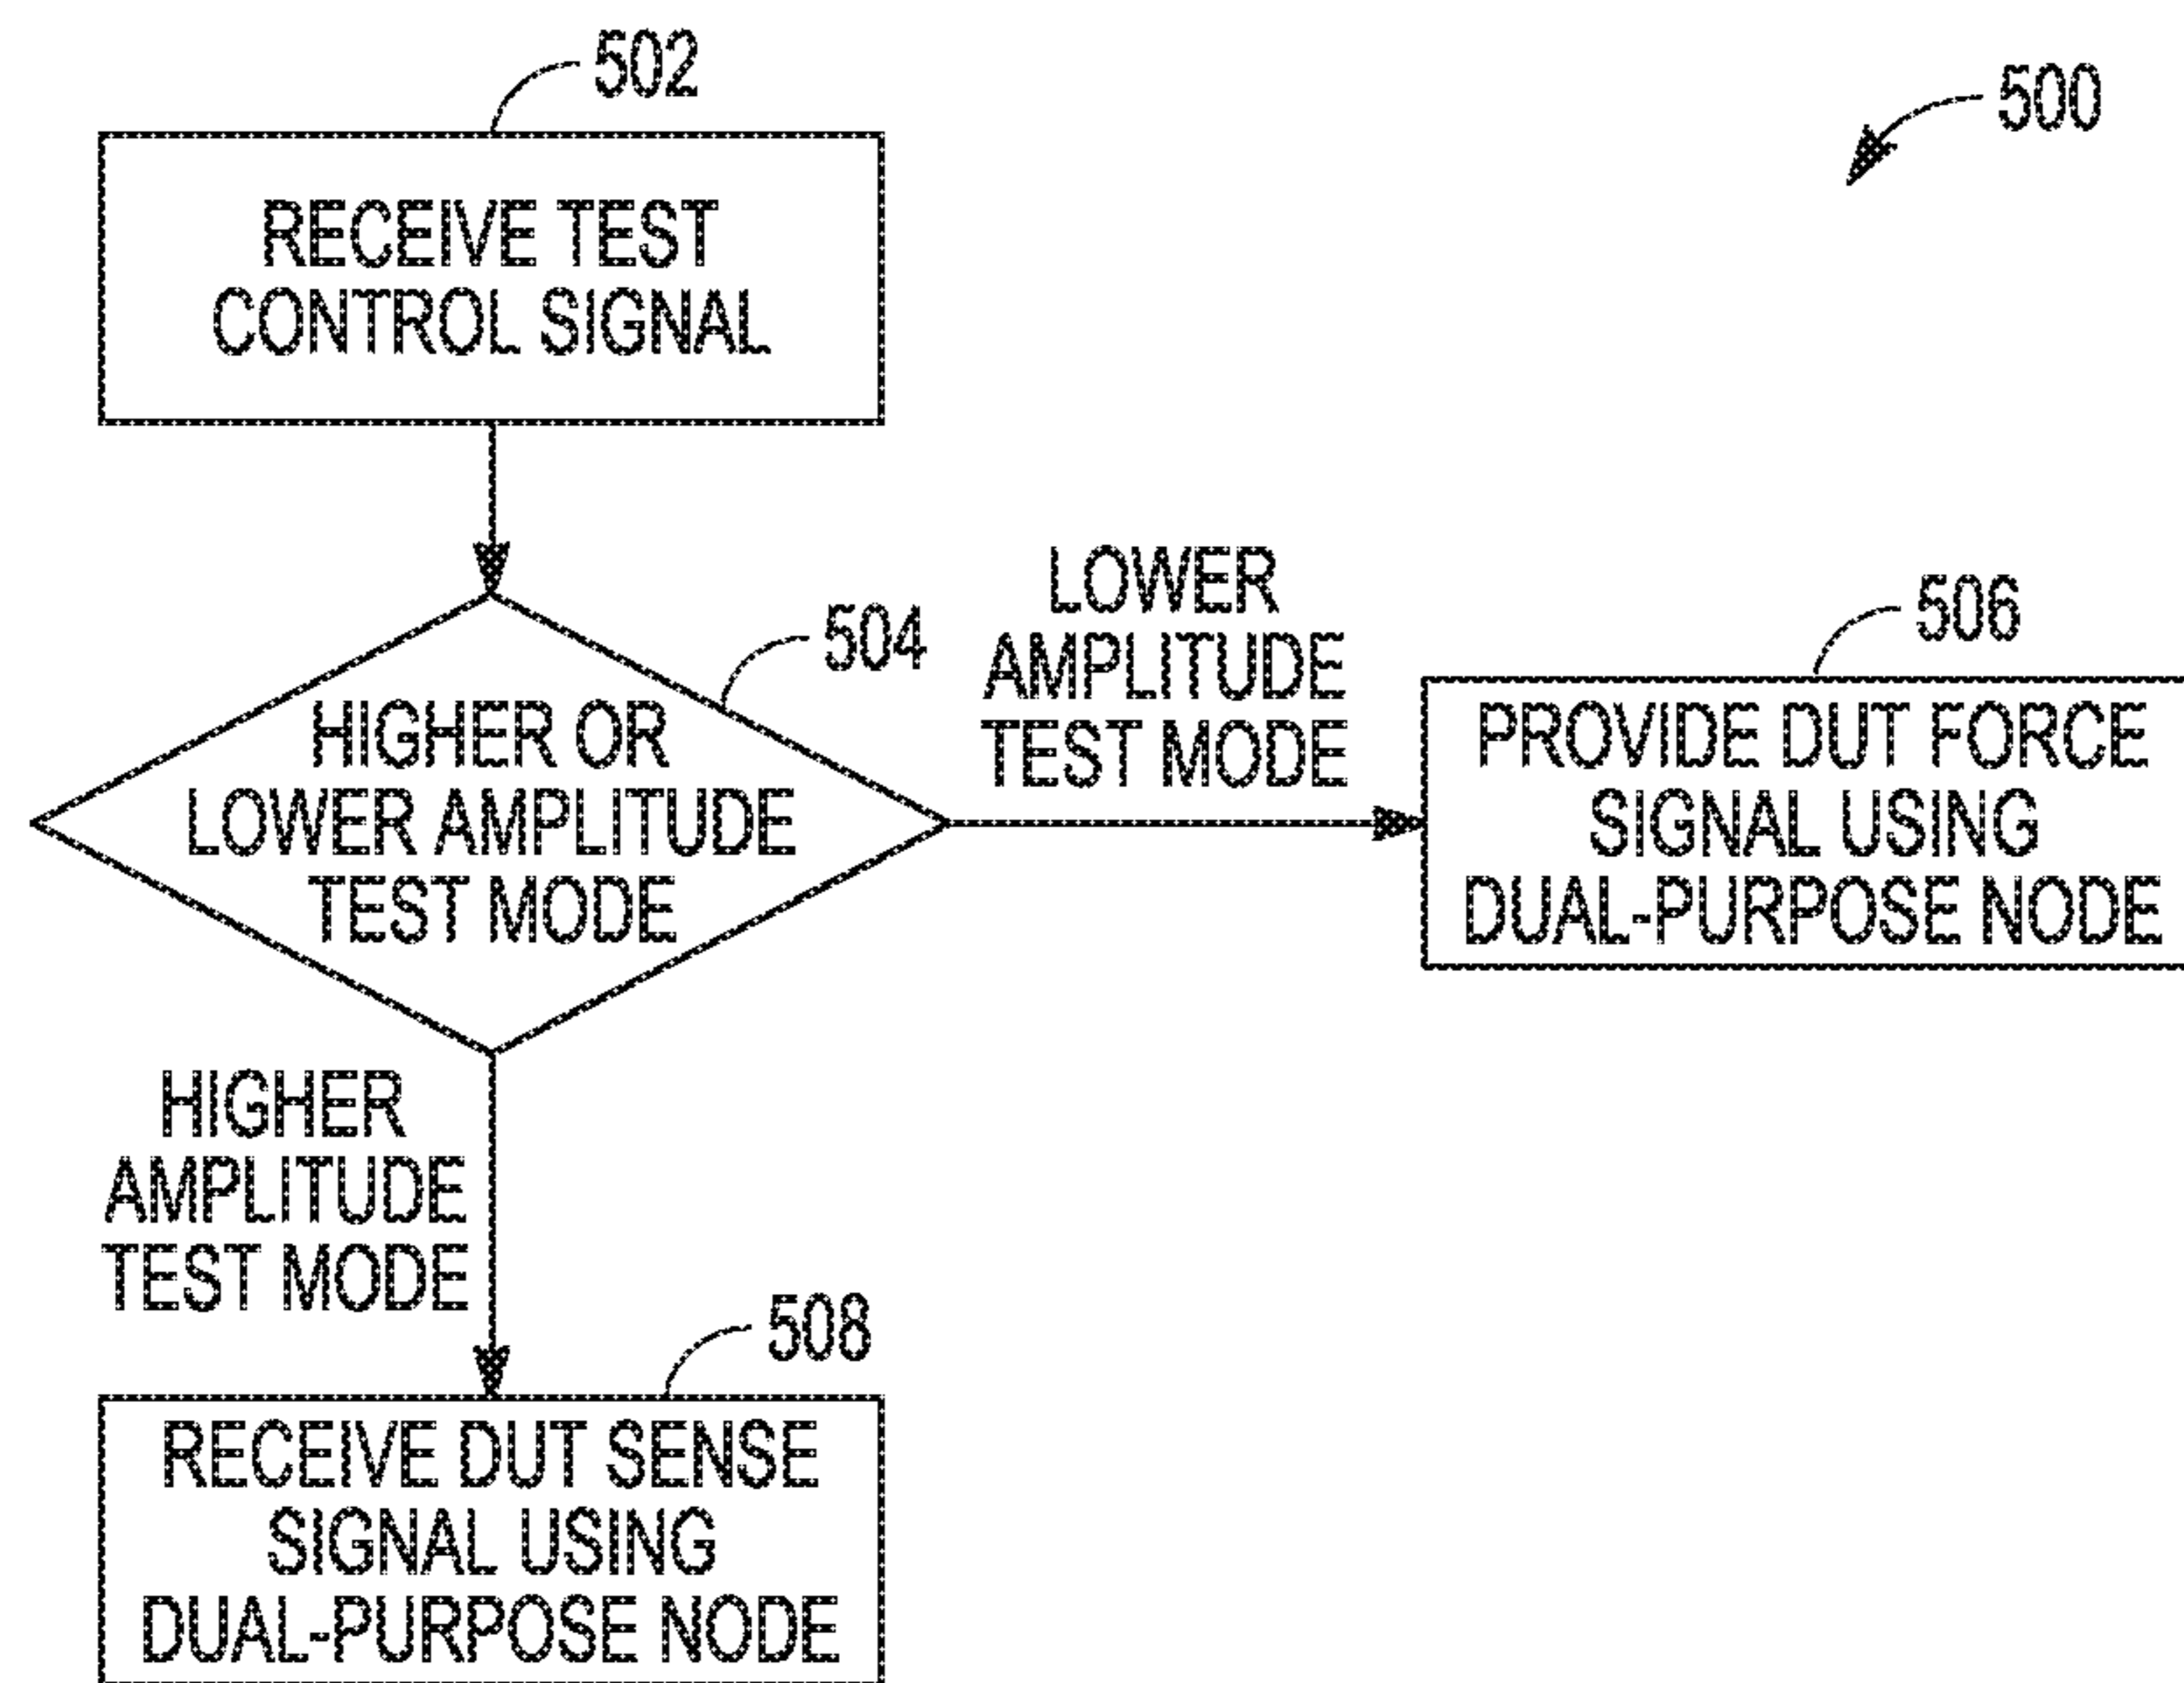 502
500
RECEIVE TEST
CONTROL SIGNAL
504
HIGHER OR
LOWER AMPLITUDE
TEST MODE
LOWER
AMPLITUDE
TEST MODE
506
PROVIDE DUT FORCE
SIGNAL USING
DUAL-PURPOSE NODE
HIGHER
AMPLITUDE
TEST MODE
508
RECEIVE DUT SENSE
SIGNAL USING
DUAL-PURPOSE NODE